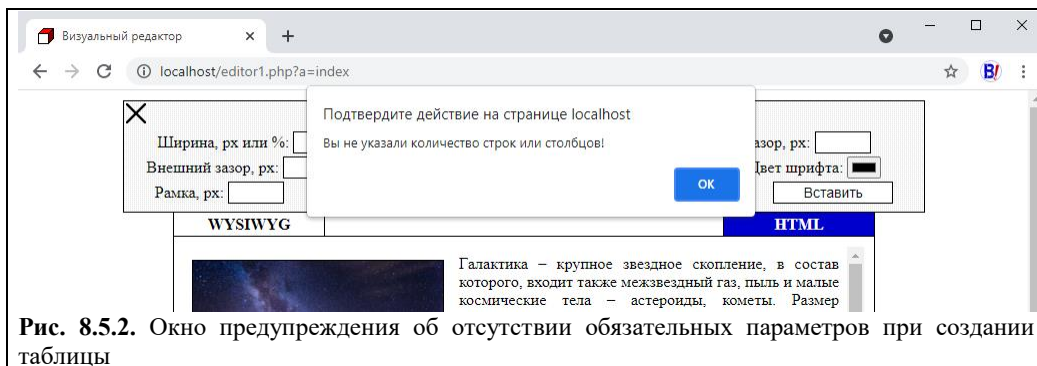 Визуальный редактор
localhost/editor1.php?a=index
Подтвердите действие на странице localhost
Вы не указали количество строк или столбцов!
ОК
Ширина, px или %:
азор, px:
Внешний зазор, px:
Цвет шрифта:
Рамка, px:
Вставить
WYSIWYG
HTML
Галактика – крупное звездное скопление, в состав
которого, входит также межзвездный газ, пыль и малые
космические тела – астероиды, кометы. Размер
Рис. 8.5.2. Окно предупреждения об отсутствии обязательных параметров при создании
таблицы